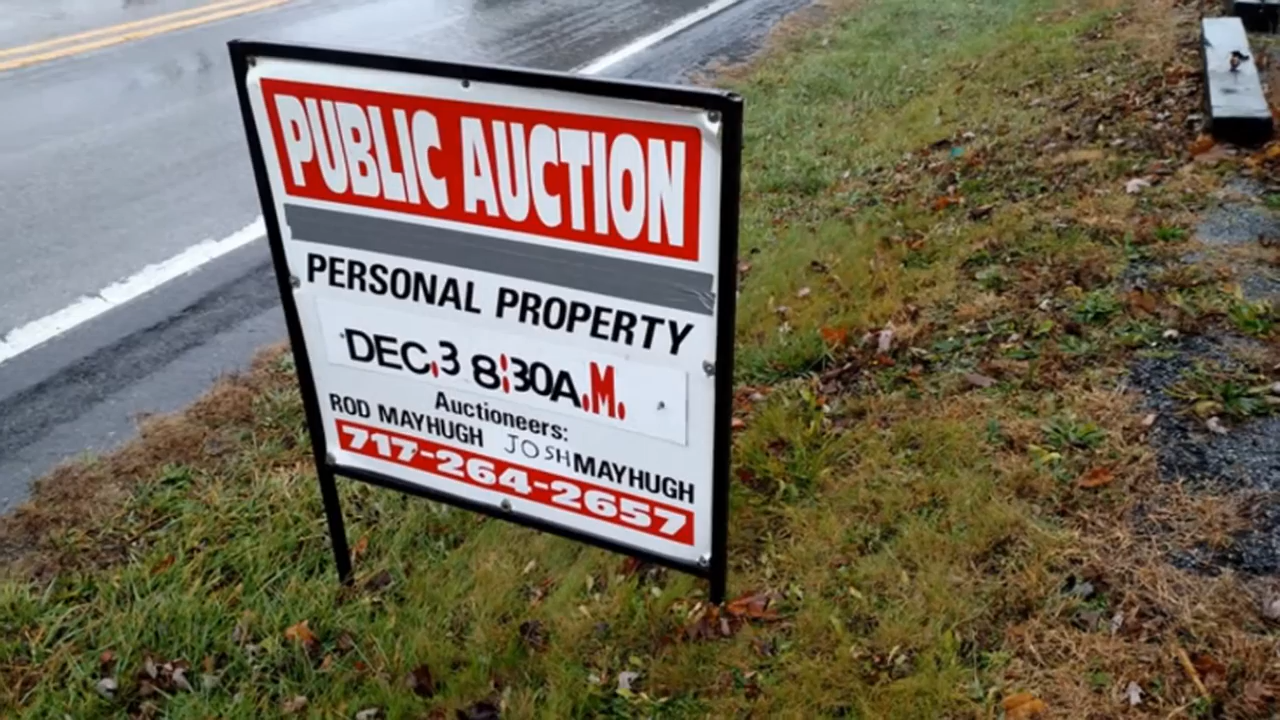 PUBLIC AUCTION
PERSONAL PROPERTY
DEC.3 8:30A.M.
Auctioneers:
ROD MAYHUGH JOSH MAYHUGH
717-264-2657